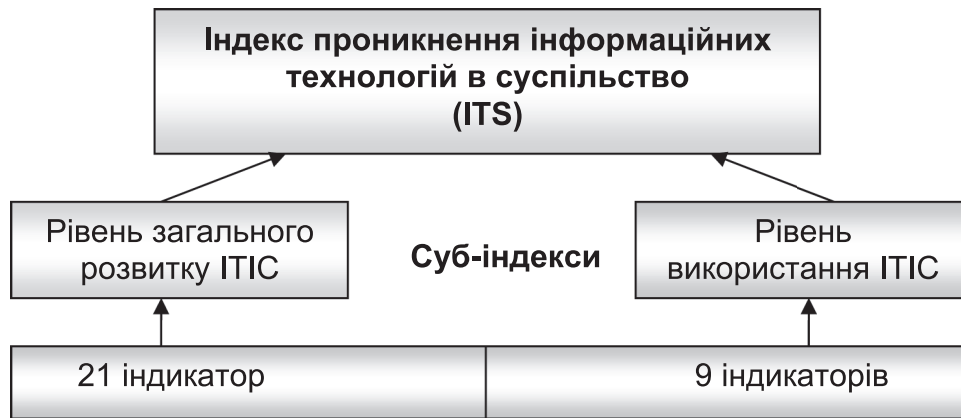 Індекс проникнення інформаційних
технологій в суспільство
(ITS)
Рівень загального
розвитку ІТІС
Суб-індекси
Рівень
використання ІТІС
21 індикатор
9 індикаторів